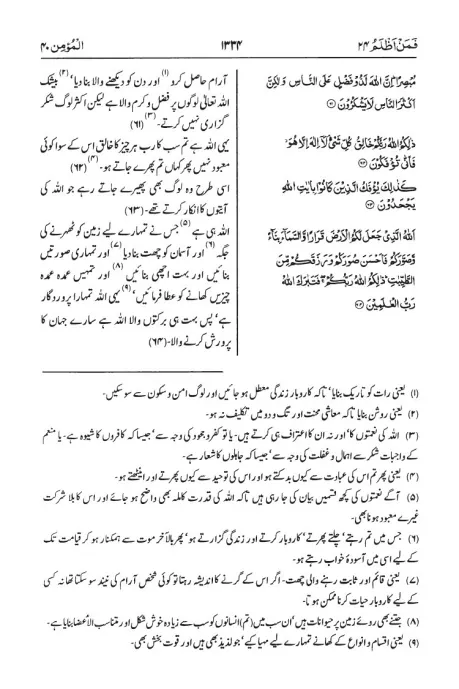 فمن اظلم ۲۴
۱۳۳۴
المؤمن ۴۰
مُبْصِرًا ۭ اِنَّ اللّٰهَ لَذُوْ فَضْلٍ عَلَي النَّاسِ وَلٰكِنَّ
اَكْثَرَ النَّاسِ لَا يَشْكُرُوْنَ ۝
ذٰلِكُمُ اللّٰهُ رَبُّكُمْ خَالِقُ كُلِّ شَيْءٍ ۘ لَآ اِلٰهَ اِلَّا هُوَ ۡ
فَاَنّٰى تُؤْفَكُوْنَ ۝
كَذٰلِكَ يُؤْفَكُ الَّذِيْنَ كَانُوْا بِاٰيٰتِ اللّٰهِ
يَجْحَدُوْنَ ۝
اَللّٰهُ الَّذِيْ جَعَلَ لَكُمُ الْاَرْضَ قَرَارًا وَّالسَّمَاۗءَ بِنَاۗءً
وَّصَوَّرَكُمْ فَاَحْسَنَ صُوَرَكُمْ وَرَزَقَكُمْ مِّنَ
الطَّيِّبٰتِ ۭ ذٰلِكُمُ اللّٰهُ رَبُّكُمْ ښ فَتَبٰرَكَ اللّٰهُ
رَبُّ الْعٰلَمِيْنَ ۝
آرام حاصل کرو (۱) اور دن کو دیکھنے والا بنا دیا‘ (۲) بیشک
اللہ تعالیٰ لوگوں پر فضل و کرم والا ہے لیکن اکثر لوگ شکر
گزاری نہیں کرتے۔ (۳) (۶۱)
یہی اللہ ہے تم سب کا رب ہر چیز کا خالق اس کے سوا کوئی
معبود نہیں پھر کہاں تم پھرے جاتے ہو۔ (۴) (۶۲)
اسی طرح وہ لوگ بھی پھیرے جاتے رہے جو اللہ کی
آیتوں کا انکار کرتے تھے۔ (۶۳)
اللہ ہی ہے (۵) جس نے تمہارے لیے زمین کو ٹھہرنے کی
جگہ (۶) اور آسمان کو چھت بنا دیا (۷) اور تمہاری صورتیں
بنائیں اور بہت اچھی بنائیں (۸) اور تمہیں عمدہ عمدہ
چیزیں کھانے کو عطا فرمائیں‘ (۹) یہی اللہ تمہارا پروردگار
ہے‘ پس بہت ہی برکتوں والا اللہ ہے سارے جہان کا
پرورش کرنے والا۔ (۶۴)
(۱) یعنی رات کو تاریک بنایا‘ تاکہ کاروبار زندگی معطل ہو جائیں اور لوگ امن و سکون سے سو سکیں۔
(۲) یعنی روشن بنایا تاکہ معاشی محنت اور تگ و دو میں تکلیف نہ ہو۔
(۳) اللہ کی نعمتوں کا‘ اور نہ ان کا اعتراف ہی کرتے ہیں۔ یا تو کفر و جحود کی وجہ سے‘ جیسا کہ کافروں کا شیوہ ہے۔ یا منعم
کے واجبات شکر سے اہمال و غفلت کی وجہ سے‘ جیسا کہ جاہلوں کا شعار ہے۔
(۴) یعنی پھر تم اس کی عبادت سے کیوں بدکتے ہو اور اس کی توحید سے کیوں پھرتے اور اینٹھتے ہو۔
(۵) آگے نعمتوں کی کچھ قسمیں بیان کی جا رہی ہیں تاکہ اللہ کی قدرت کاملہ بھی واضح ہو جائے اور اس کا بلا شرکت
غیرے معبود ہونا بھی۔
(۶) جس میں تم رہتے‘ چلتے پھرتے‘ کاروبار کرتے اور زندگی گزارتے ہو‘ پھر بالآخر موت سے ہمکنار ہو کر قیامت تک
کے لیے اسی میں آسودۂ خواب رہتے ہو۔
(۷) یعنی قائم اور ثابت رہنے والی چھت۔ اگر اس کے گرنے کا اندیشہ رہتا تو کوئی شخص آرام کی نیند سو سکتا تھا نہ کسی
کے لیے کاروبار حیات کرنا ممکن ہوتا۔
(۸) جتنے بھی روئے زمین پر حیوانات ہیں‘ ان سب میں (تم) انسانوں کو سب سے زیادہ خوش شکل اور متناسب الأعضا بنایا ہے۔
(۹) یعنی اقسام و انواع کے کھانے تمہارے لیے مہیا کیے‘ جو لذیذ بھی ہیں اور قوت بخش بھی۔